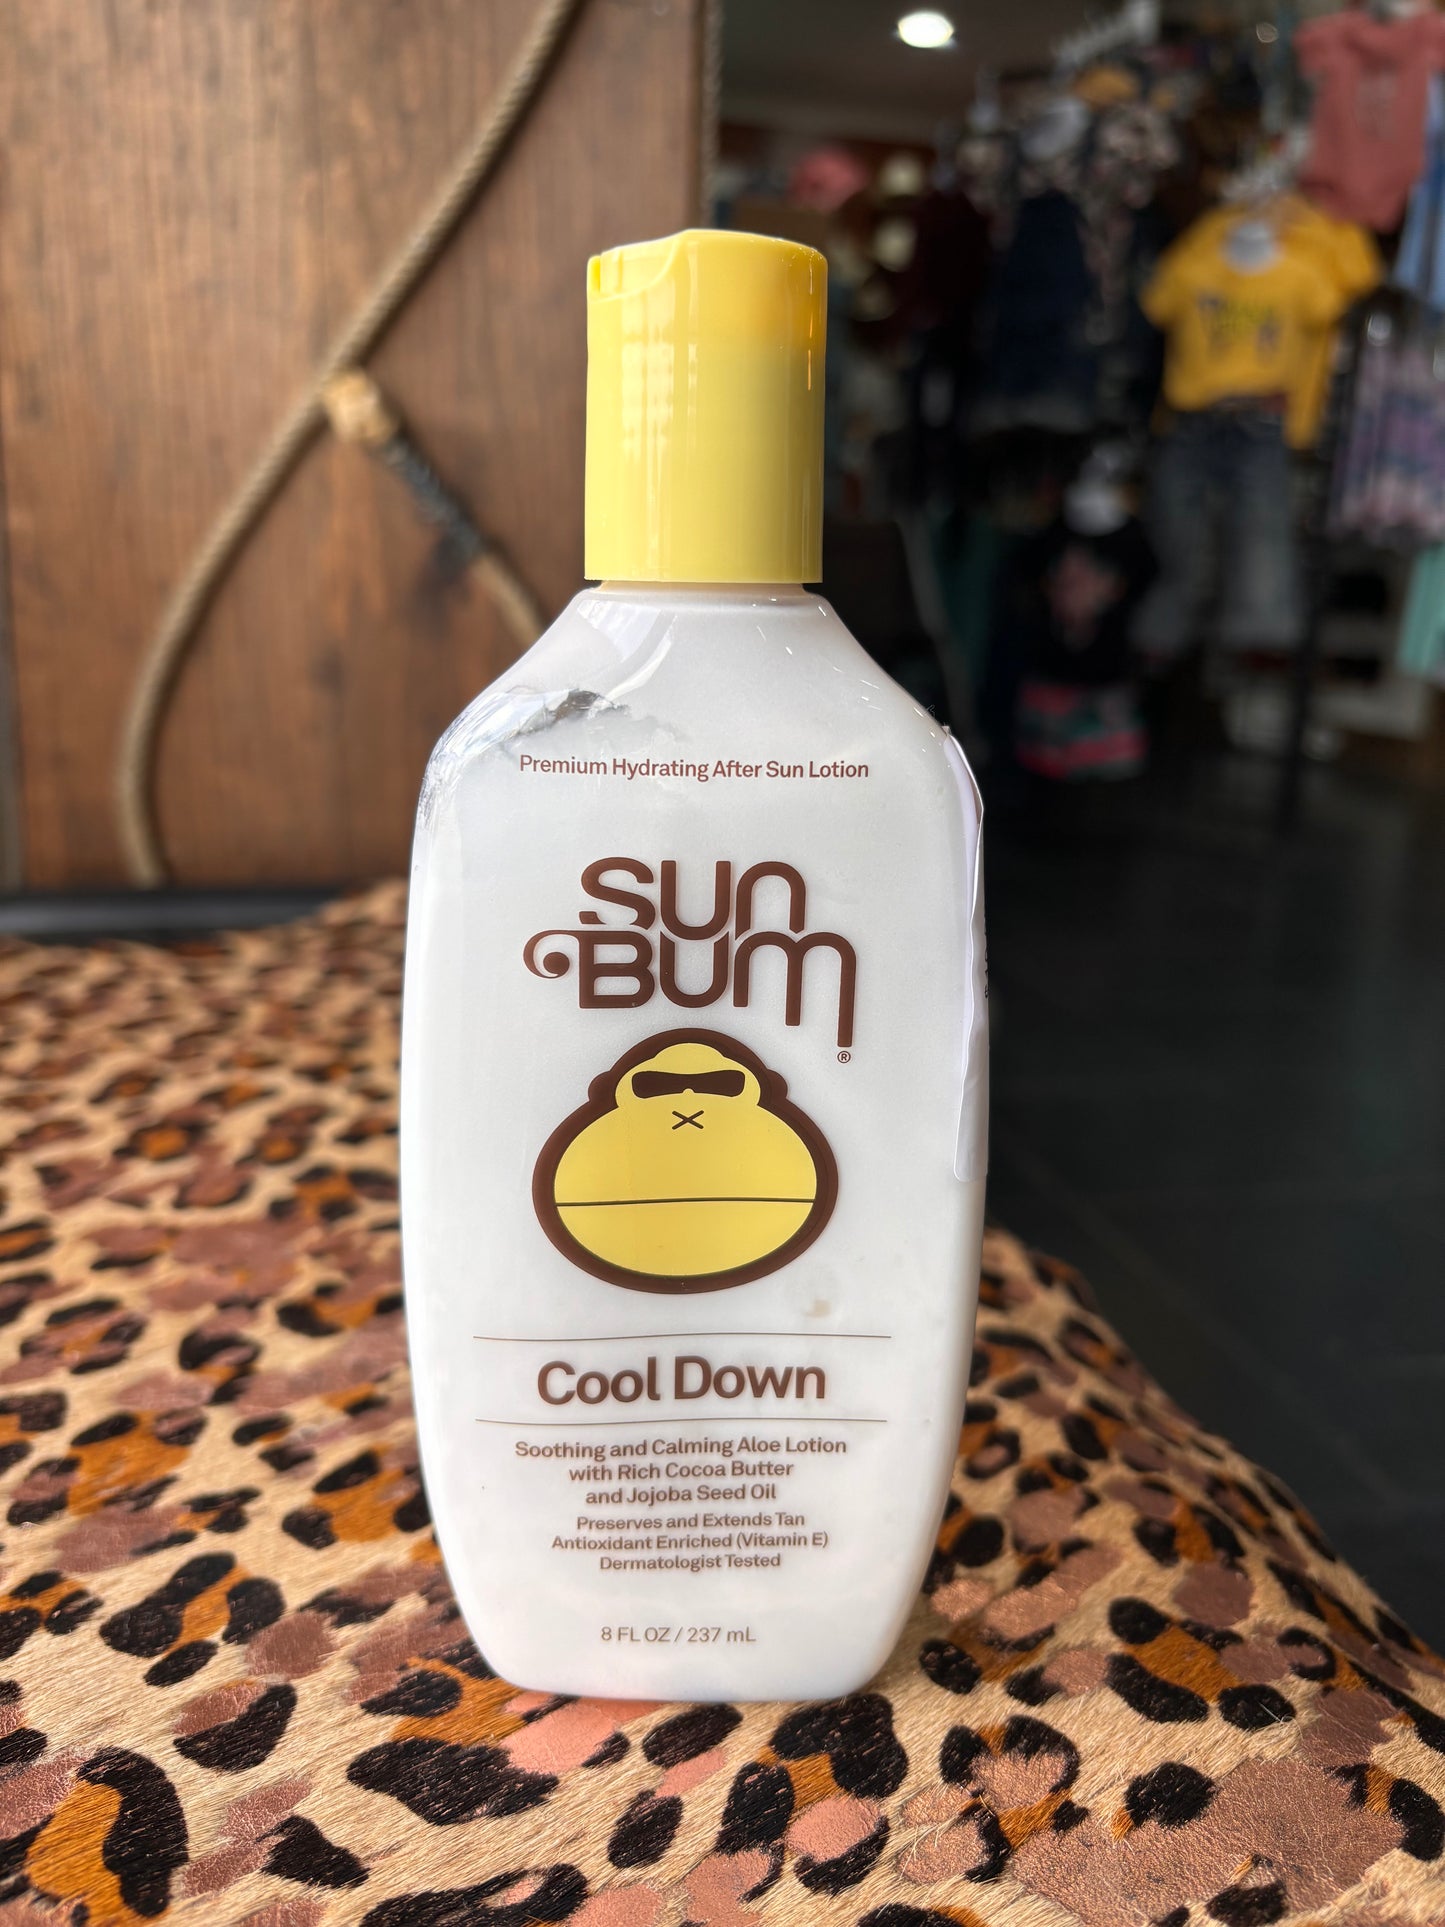 Premium Hydrating After Sun Lotion
sun
Bum
®
Cool Down
Soothing and Calming Aloe Lotion
with Rich Cocoa Butter
and Jojoba Seed Oil
Preserves and Extends Tan
Antioxidant Enriched (Vitamin E)
Dermatologist Tested
8 FL OZ / 237 mL